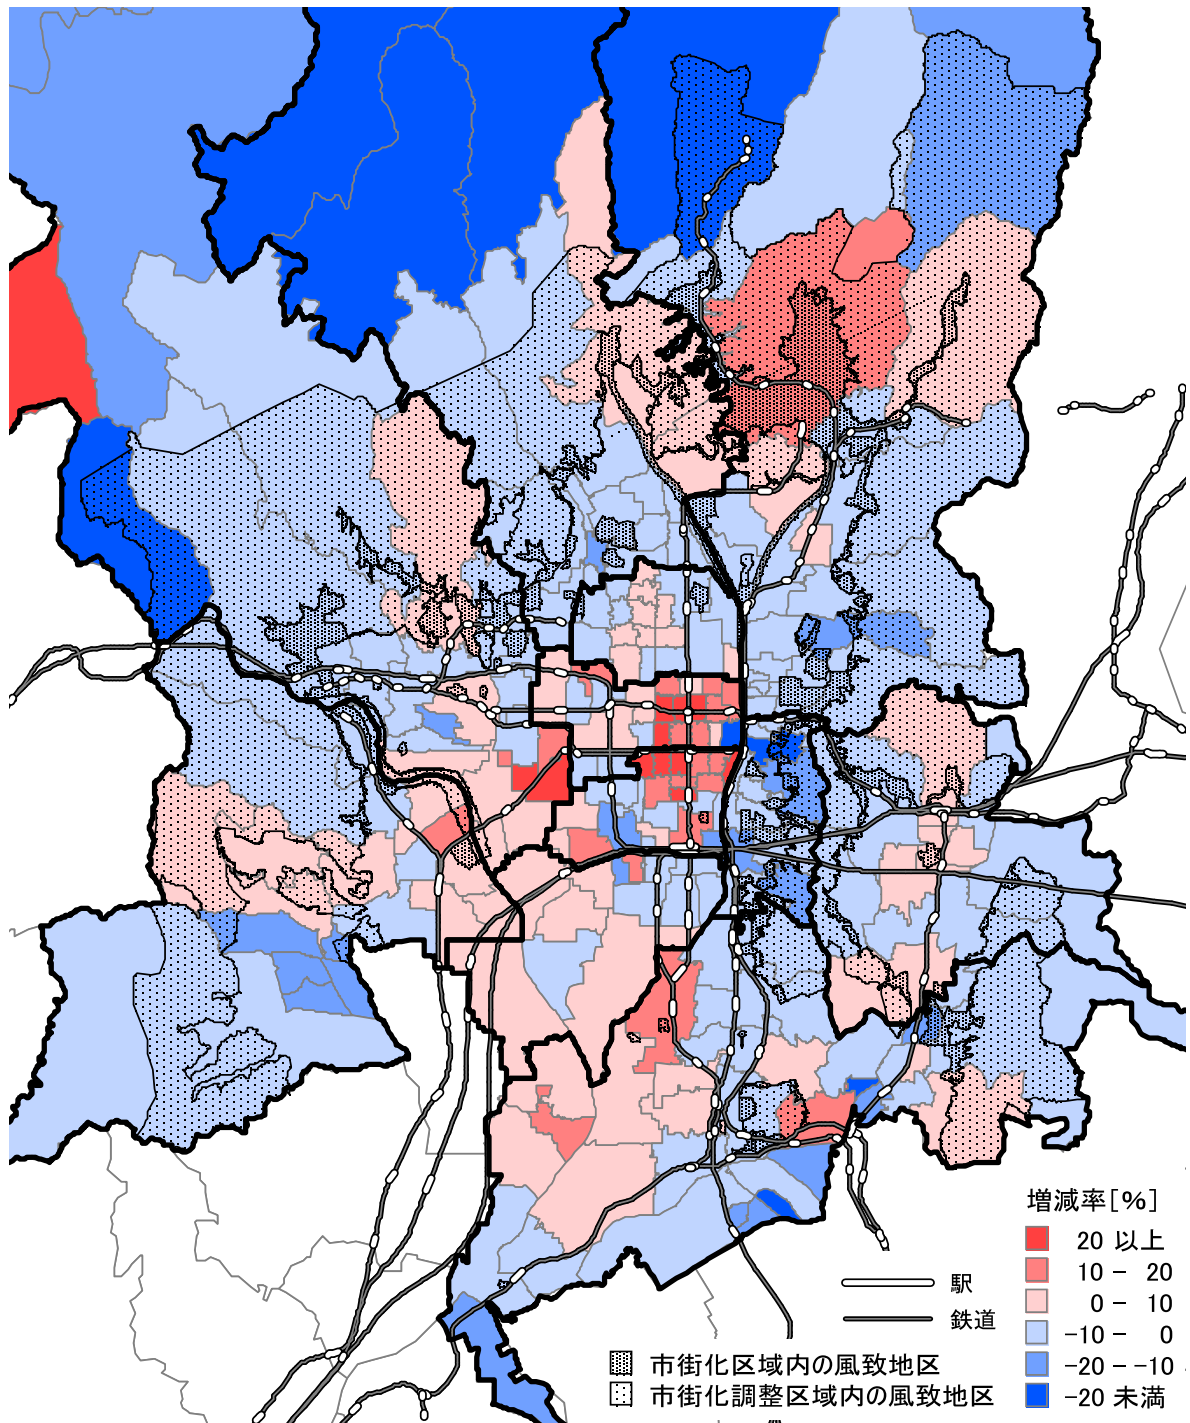 増減率[%]
20 以上
10 - 20
0 - 10
-10 - 0
-20 - -10
-20 未満
駅
鉄道
市街化区域内の風致地区
市街化調整区域内の風致地区